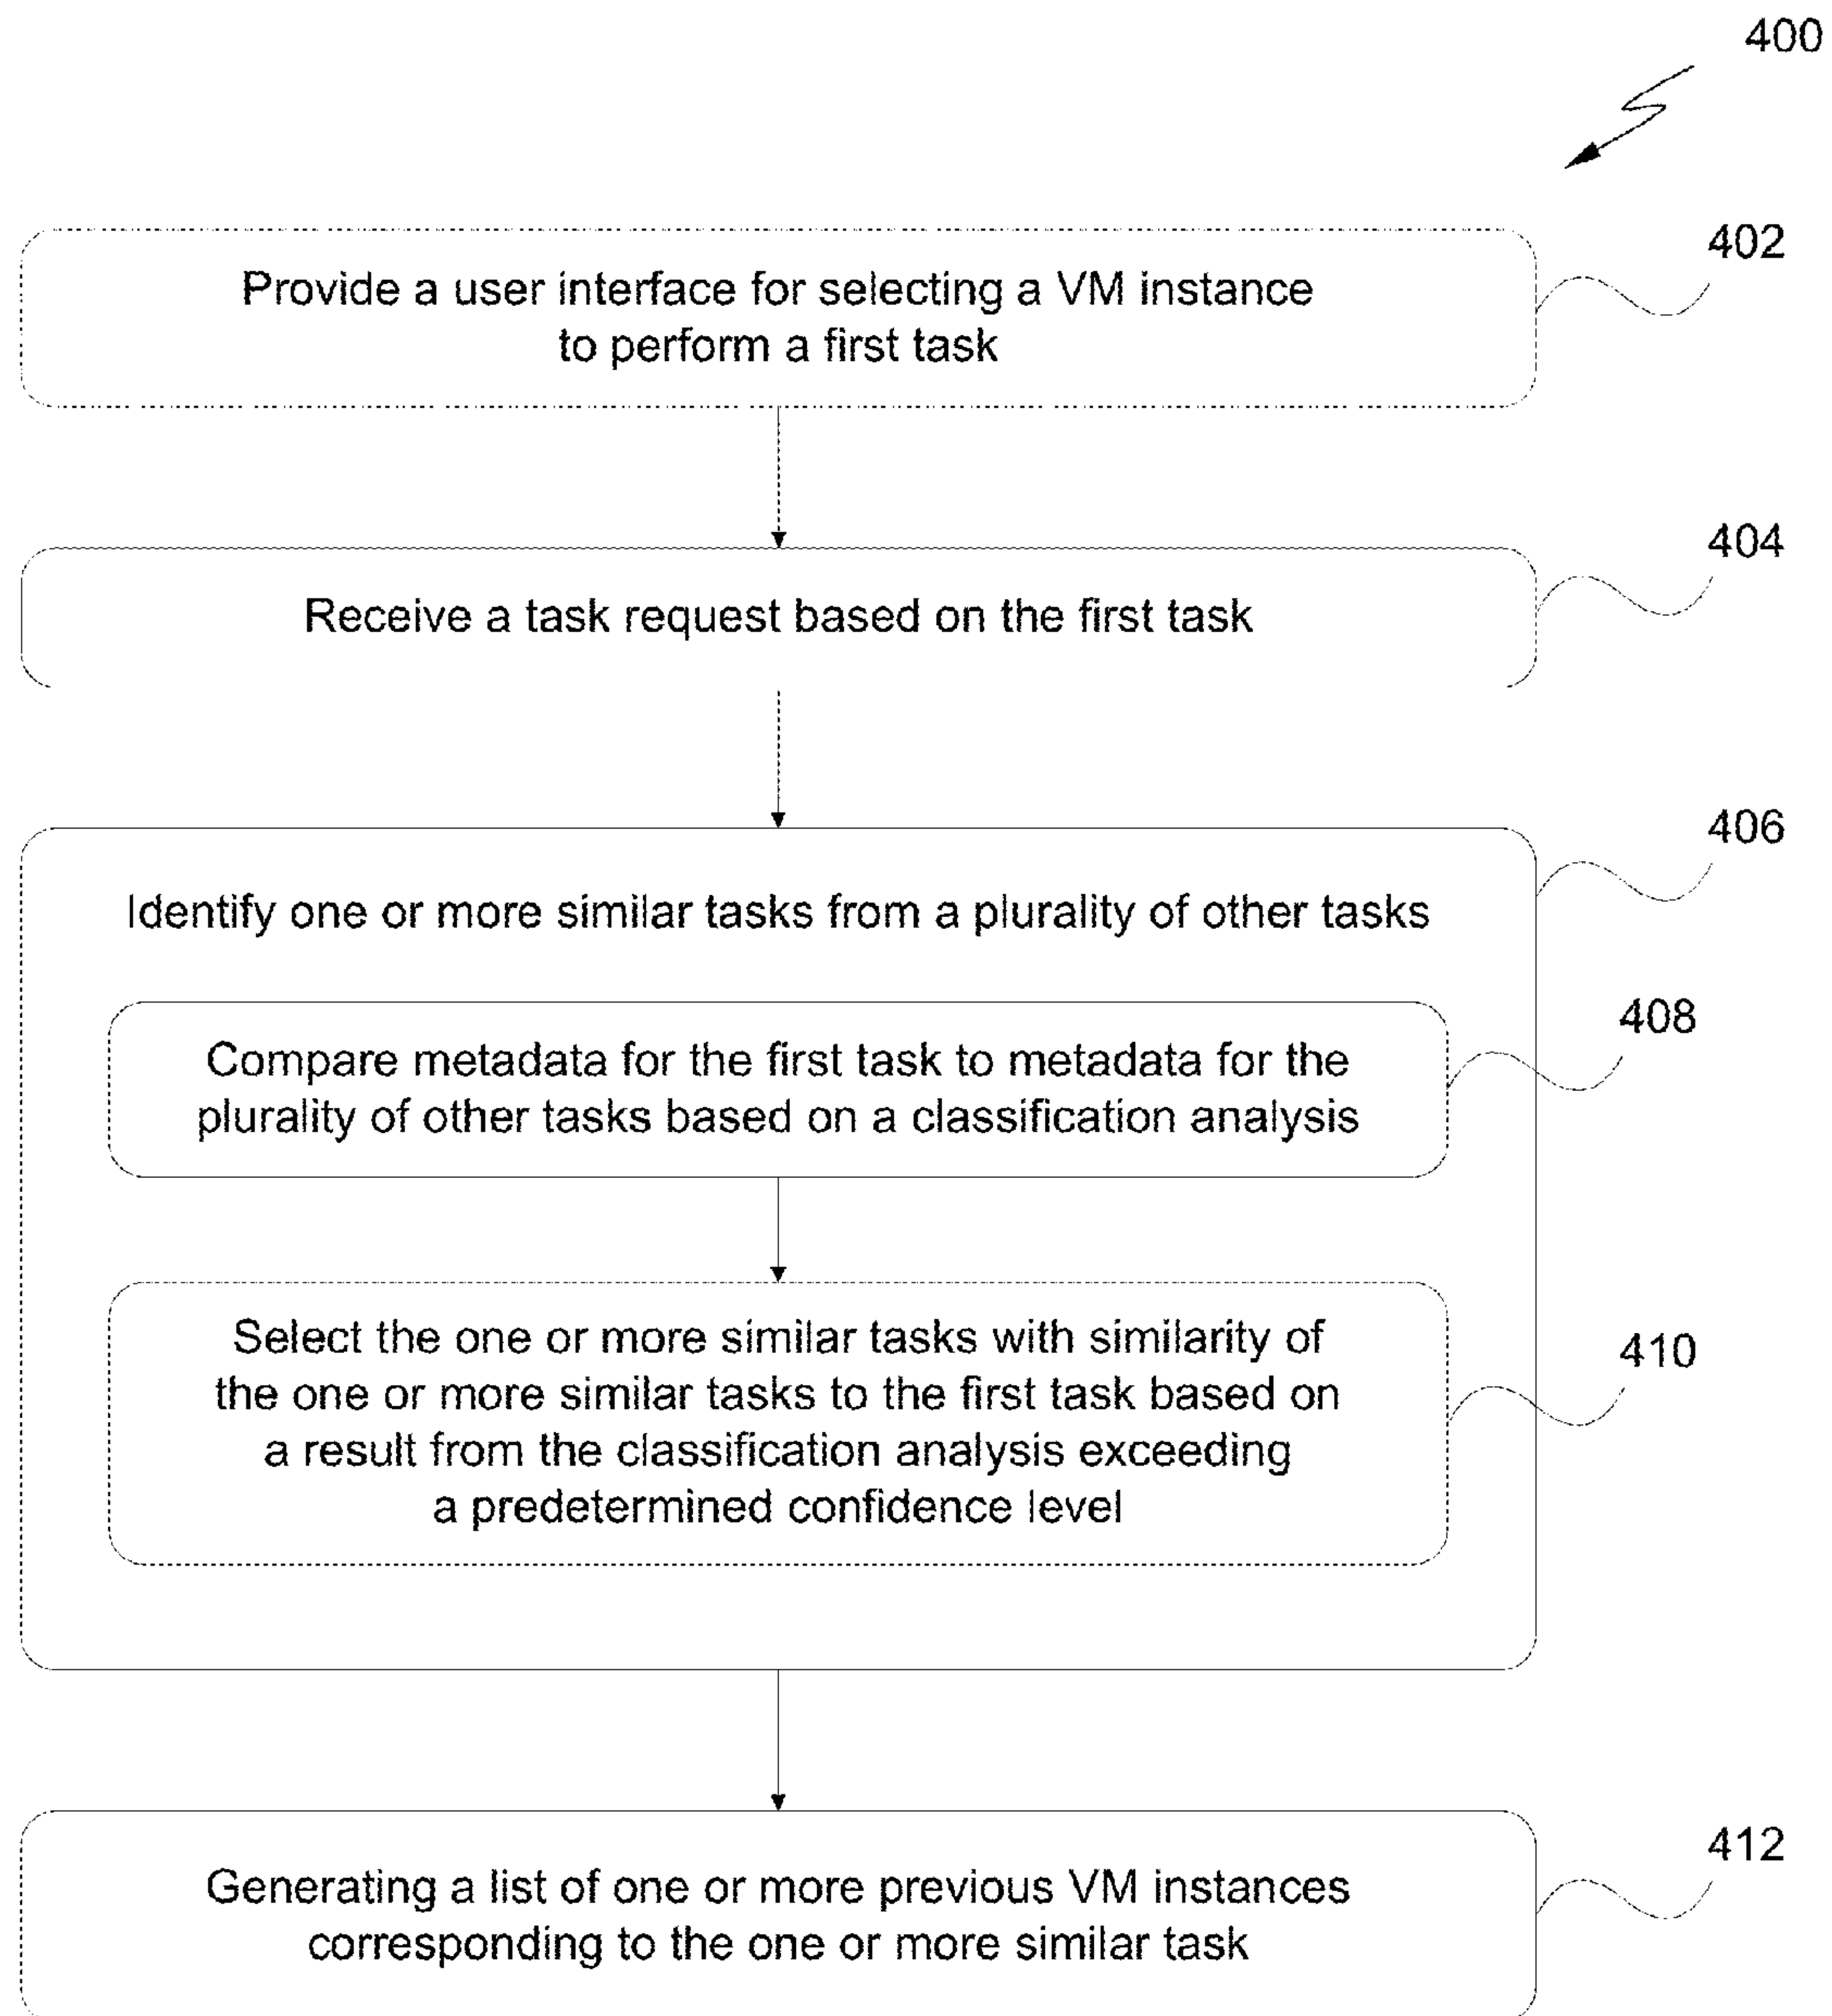 400
402
Provide a user interface for selecting a VM instance
to perform a first task
404
Receive a task request based on the first task
406
Identify one or more similar tasks from a plurality of other tasks
408
Compare metadata for the first task to metadata for the
plurality of other tasks based on a classification analysis
410
Select the one or more similar tasks with similarity of
the one or more similar tasks to the first task based on
a result from the classification analysis exceeding
a predetermined confidence level
412
Generating a list of one or more previous VM instances
corresponding to the one or more similar task